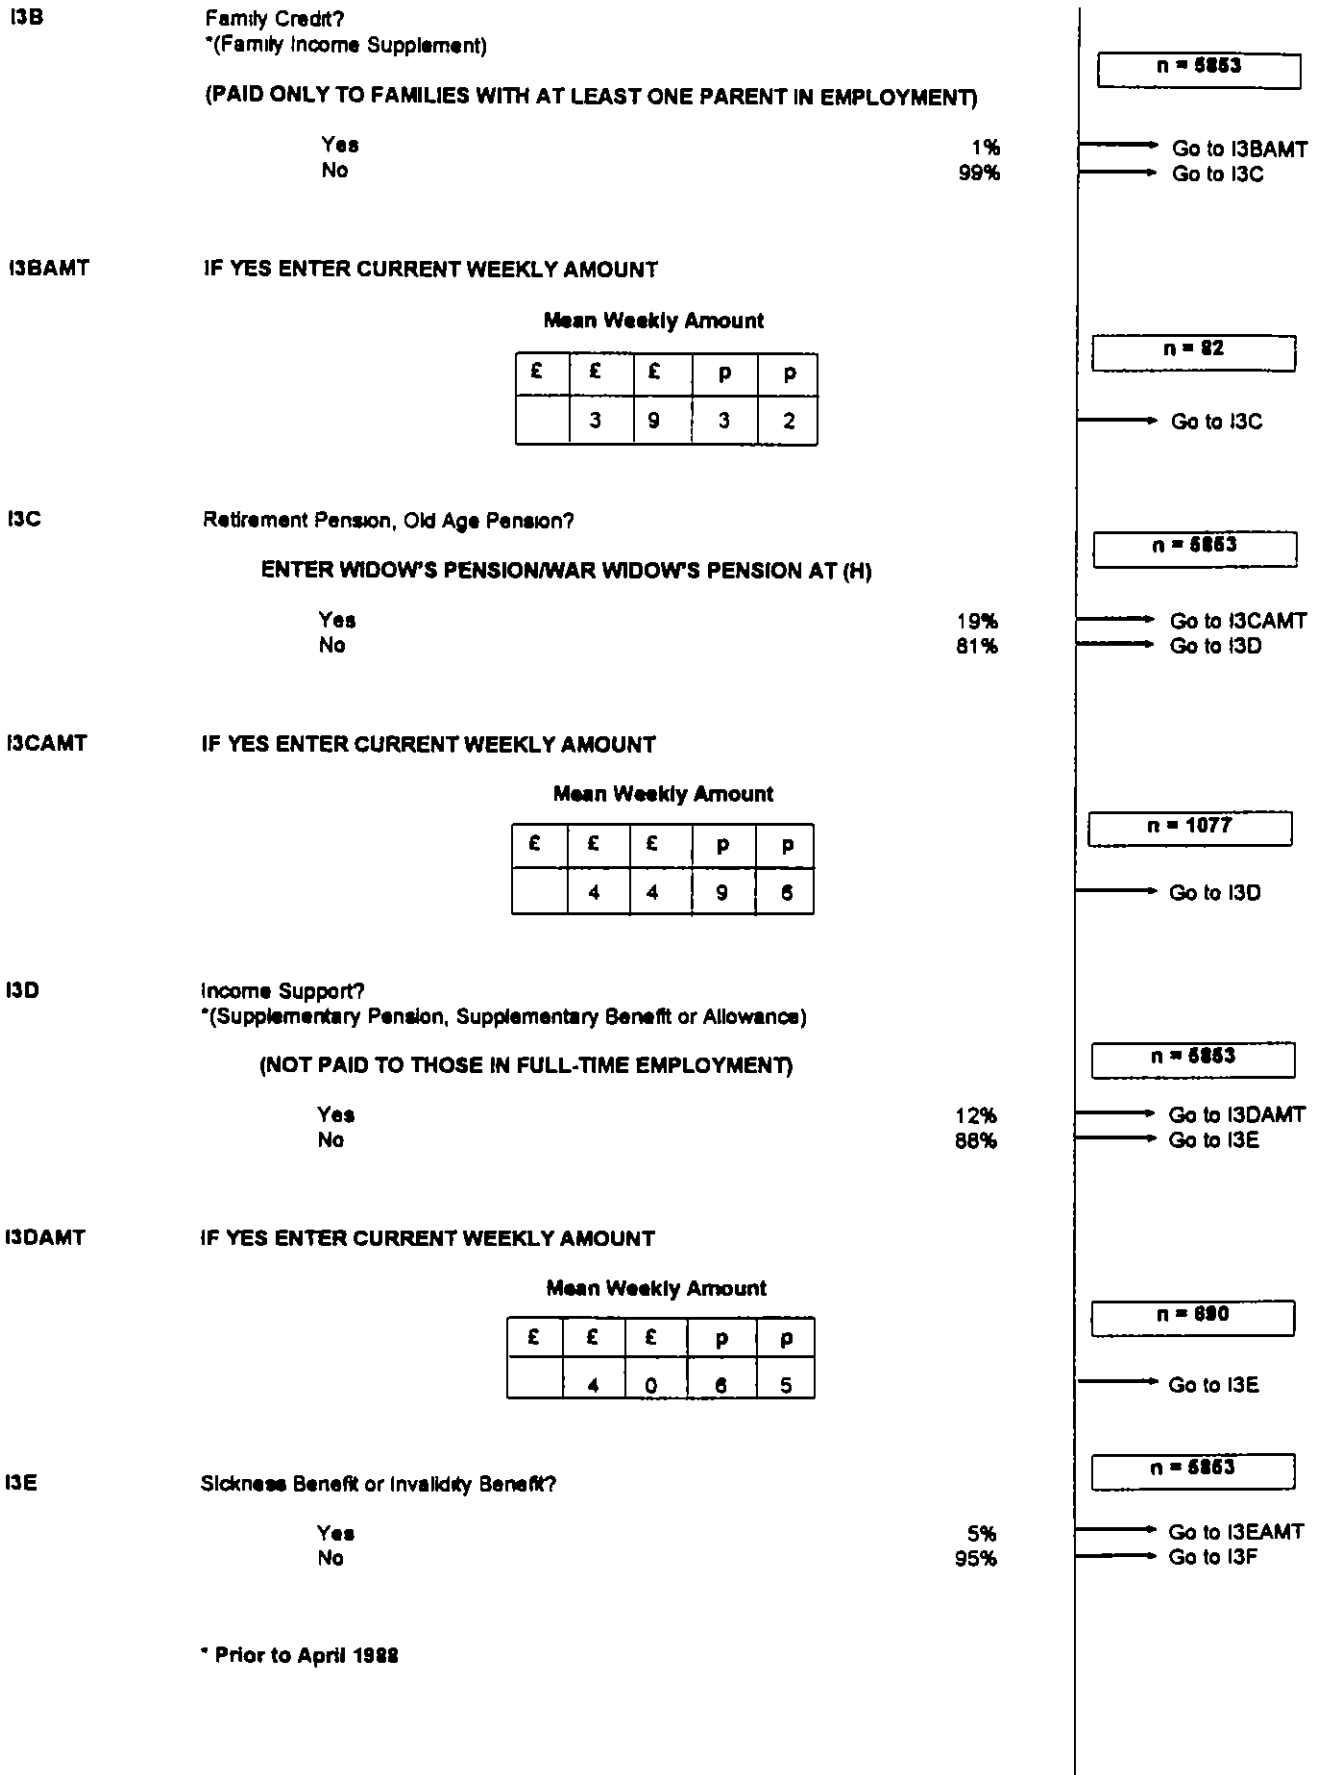 I3B Family Credit?
*(Family Income Supplement)
n = 5853
(PAID ONLY TO FAMILIES WITH AT LEAST ONE PARENT IN EMPLOYMENT)
Yes 1% Go to I3BAMT
No 99% Go to I3C
I3BAMT IF YES ENTER CURRENT WEEKLY AMOUNT
Mean Weekly Amount
n = 82
£ £ £ p p
3 9 3 2 Go to I3C
I3C Retirement Pension, Old Age Pension?
n = 5853
ENTER WIDOW'S PENSION/WAR WIDOW'S PENSION AT (H)
Yes 19% Go to I3CAMT
No 81% Go to I3D
I3CAMT IF YES ENTER CURRENT WEEKLY AMOUNT
Mean Weekly Amount
n = 1077
£ £ £ p p
4 4 9 6 Go to I3D
I3D Income Support?
*(Supplementary Pension, Supplementary Benefit or Allowance)
n = 5853
(NOT PAID TO THOSE IN FULL-TIME EMPLOYMENT)
Yes 12% Go to I3DAMT
No 88% Go to I3E
I3DAMT IF YES ENTER CURRENT WEEKLY AMOUNT
Mean Weekly Amount
n = 690
£ £ £ p p
4 0 6 5 Go to I3E
n = 5853
I3E Sickness Benefit or Invalidity Benefit?
Yes 5% Go to I3EAMT
No 95% Go to I3F
* Prior to April 1988